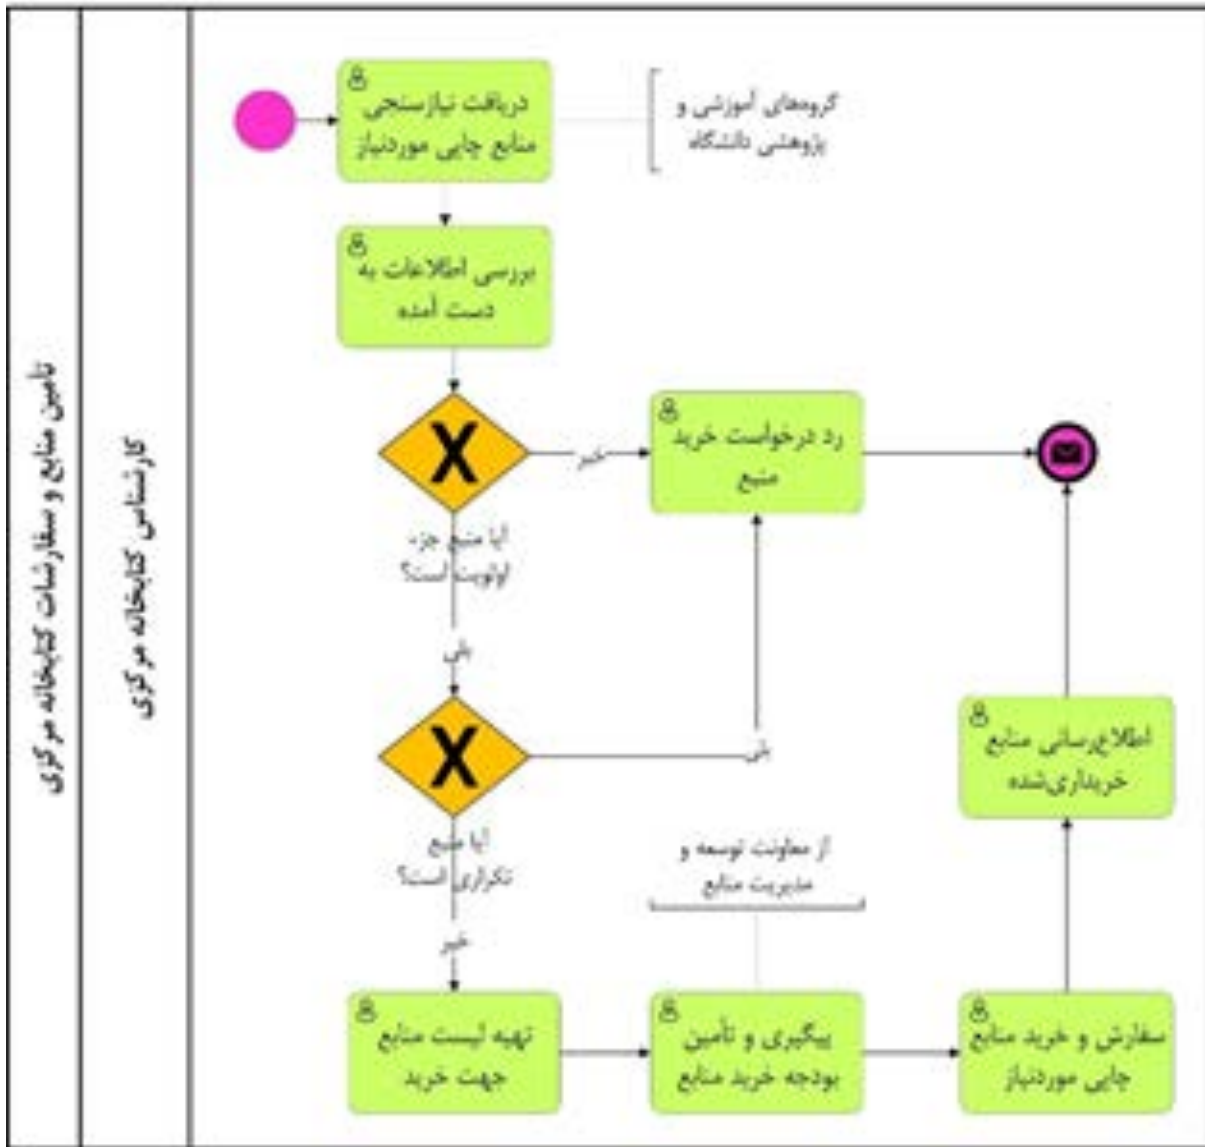 تامین منابع و سفارشات کتابخانه مرکزی
کارشناس کتابخانه مرکزی
دریافت نیازسنجی
منابع چاپی موردنیاز
گروه‌های آموزشی و
پژوهشی دانشگاه
بررسی اطلاعات به
دست آمده
رد درخواست خرید
منبع
خیر
آیا منبع جزء
اولویت است؟
بلی
بلی
آیا منبع
تکراری است؟
خیر
اطلاع‌رسانی منابع
خریداری‌شده
از معاونت توسعه و
مدیریت منابع
تهیه لیست منابع
جهت خرید
پیگیری و تأمین
بودجه خرید منابع
سفارش و خرید منابع
چاپی موردنیاز